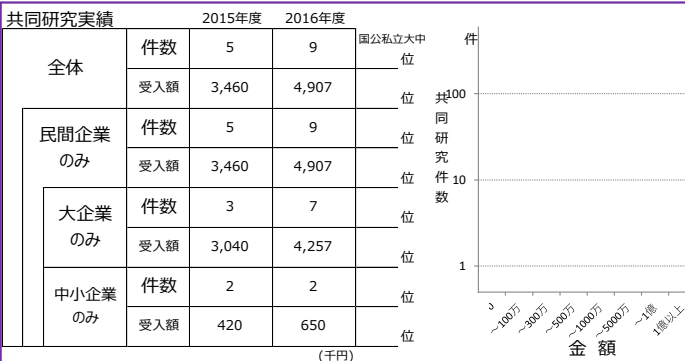 共同研究実績 2015年度 2016年度
国公私立大中
全体 件数 5 9 位
受入額 3,460 4,907 位
民間企業のみ 件数 5 9 位
受入額 3,460 4,907 位
大企業のみ 件数 3 7 位
受入額 3,040 4,257 位
中小企業のみ 件数 2 2 位
受入額 420 650 位
(千円)
件
共同研究件数
100
10
1
0 ～100万 ～300万 ～500万 ～1000万 ～5000万 ～1億 1億以上
金額